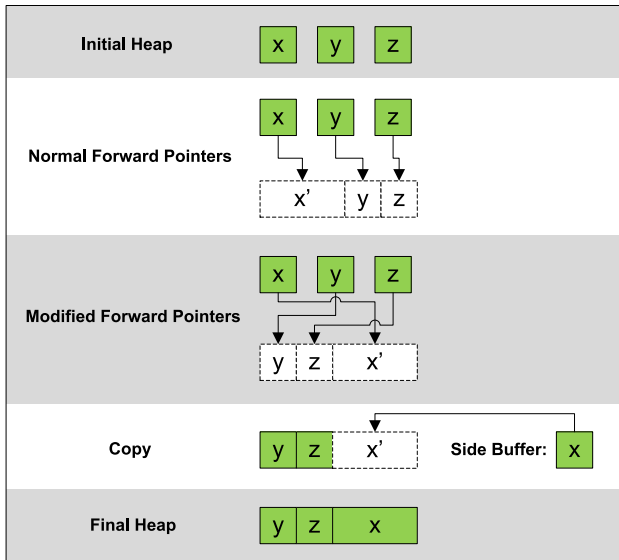 Initial Heap x y z
x y z
Normal Forward Pointers
x' y z
x y z
Modified Forward Pointers
y z x'
Copy y z x' Side Buffer: x
Final Heap y z x